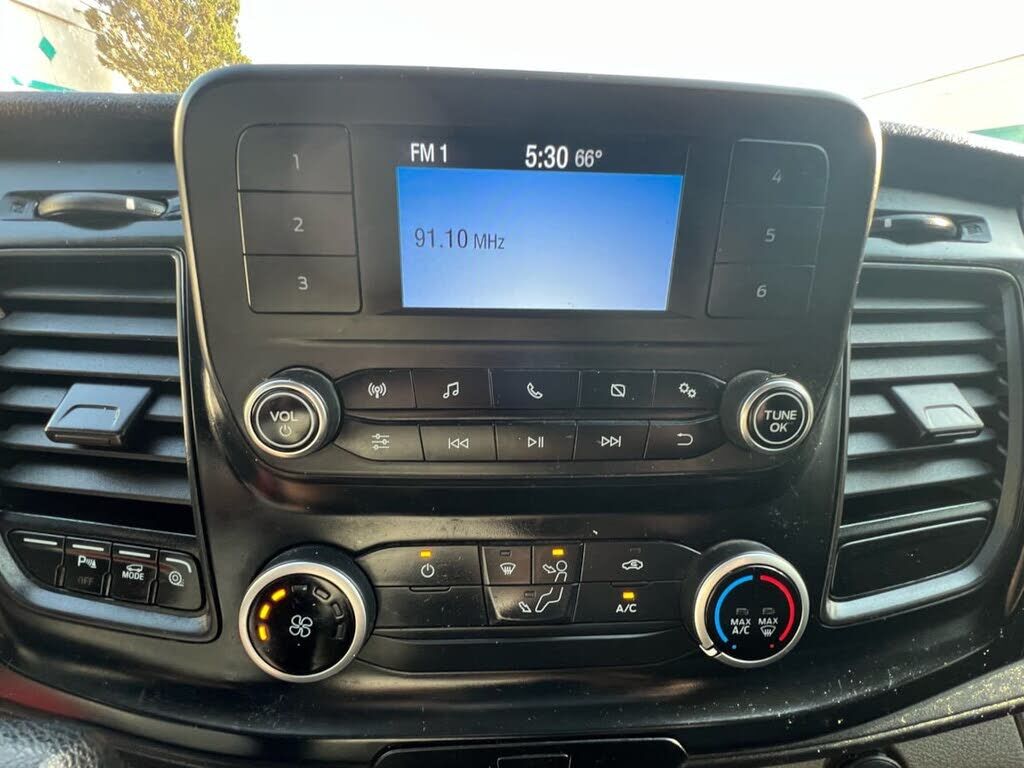 FM 1 5:30 66°
91.10 MHz
1
2
3
4
5
6
VOL
TUNE
OK
P
OFF
MODE
A/C
MAX
A/C
MAX